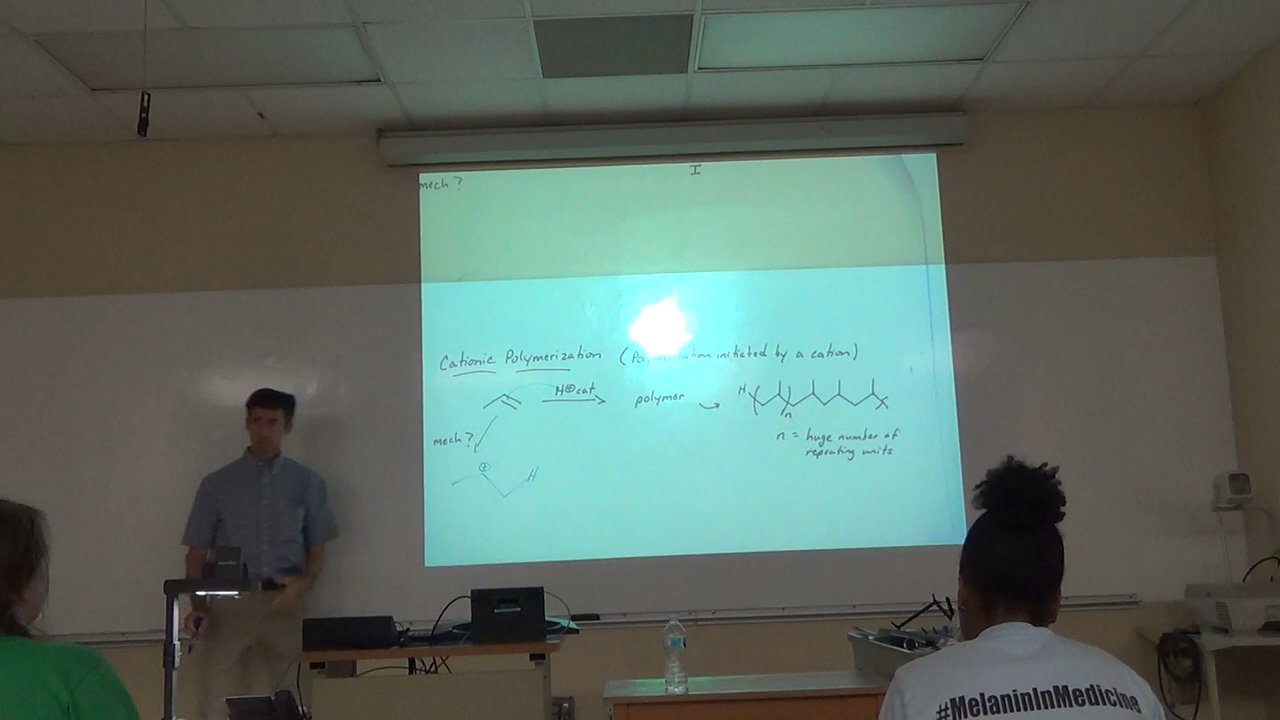 mech ?
I
Cationic Polymerization (Polymerization initiated by a cation)
H⊕cat
polymer
H
n
mech ?
n = huge number of
repeating units
⊕
H
#MelaninInMedicine